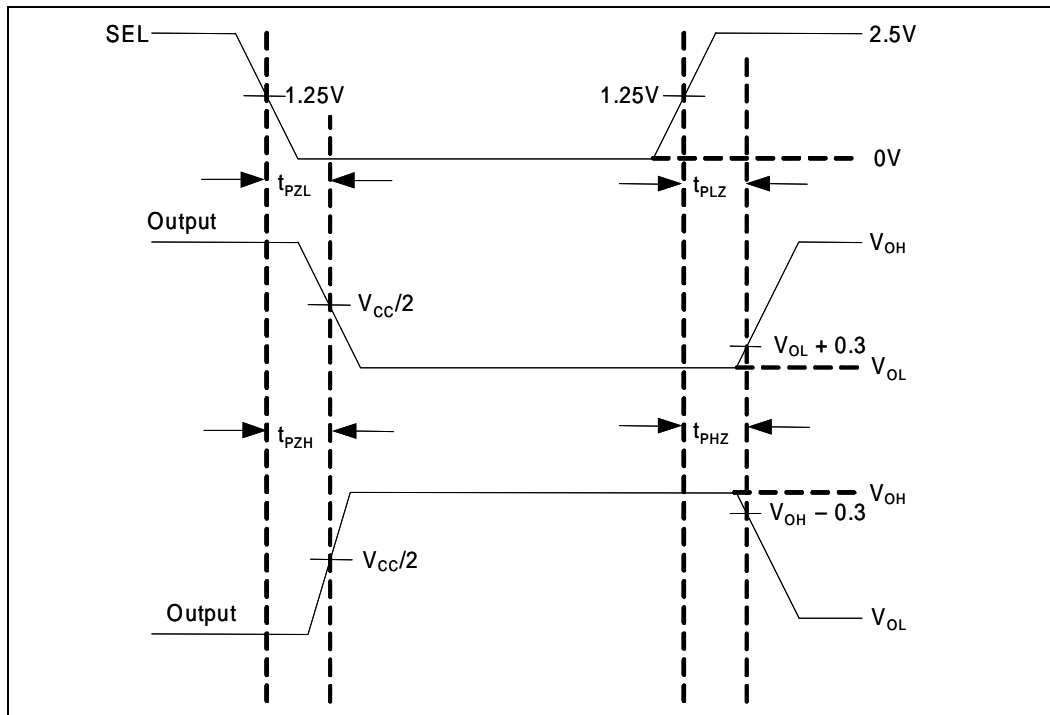 SEL 2.5V
1.25V 1.25V
0V
tPZL tPLZ
Output
VOH
VCC/2
VOL + 0.3
VOL
tPZH tPHZ
VOH
VOH – 0.3
VCC/2
Output
VOL